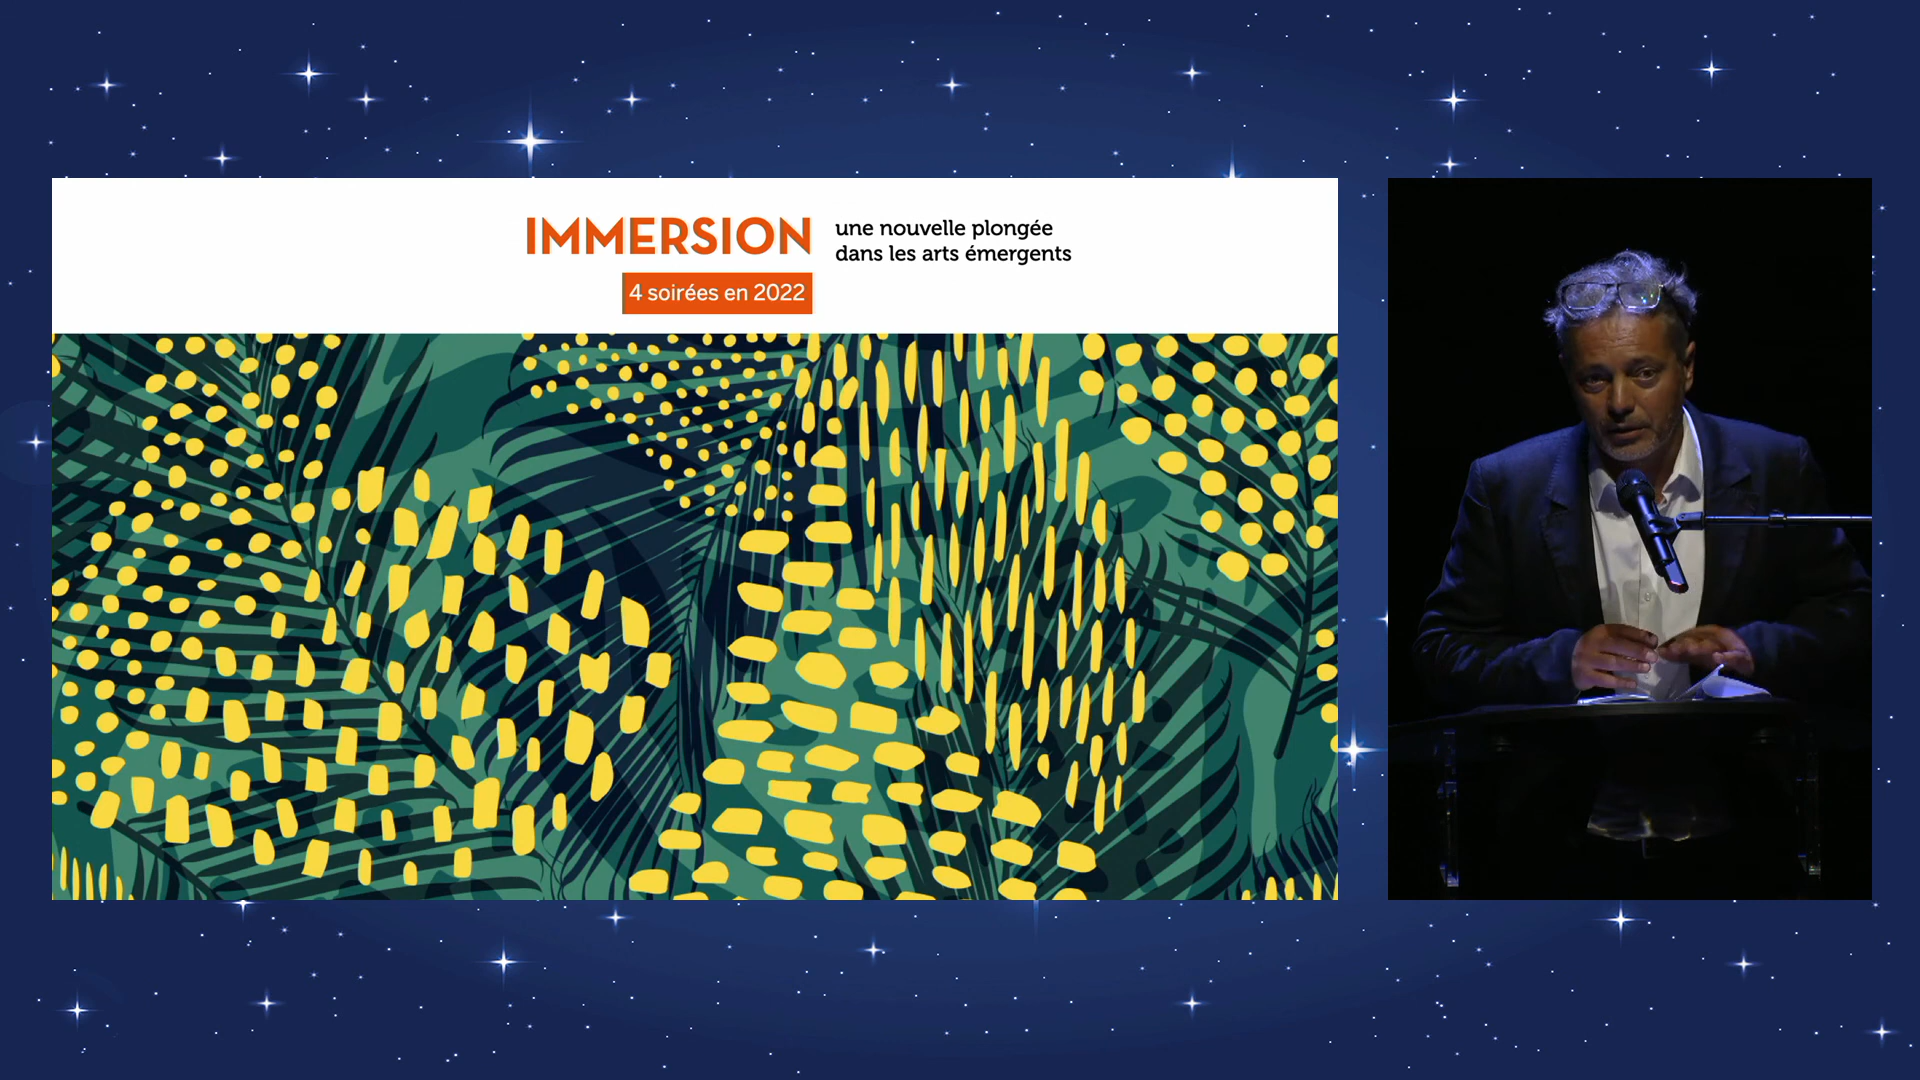 IMMERSION
4 soirées en 2022
une nouvelle plongée
dans les arts émergents